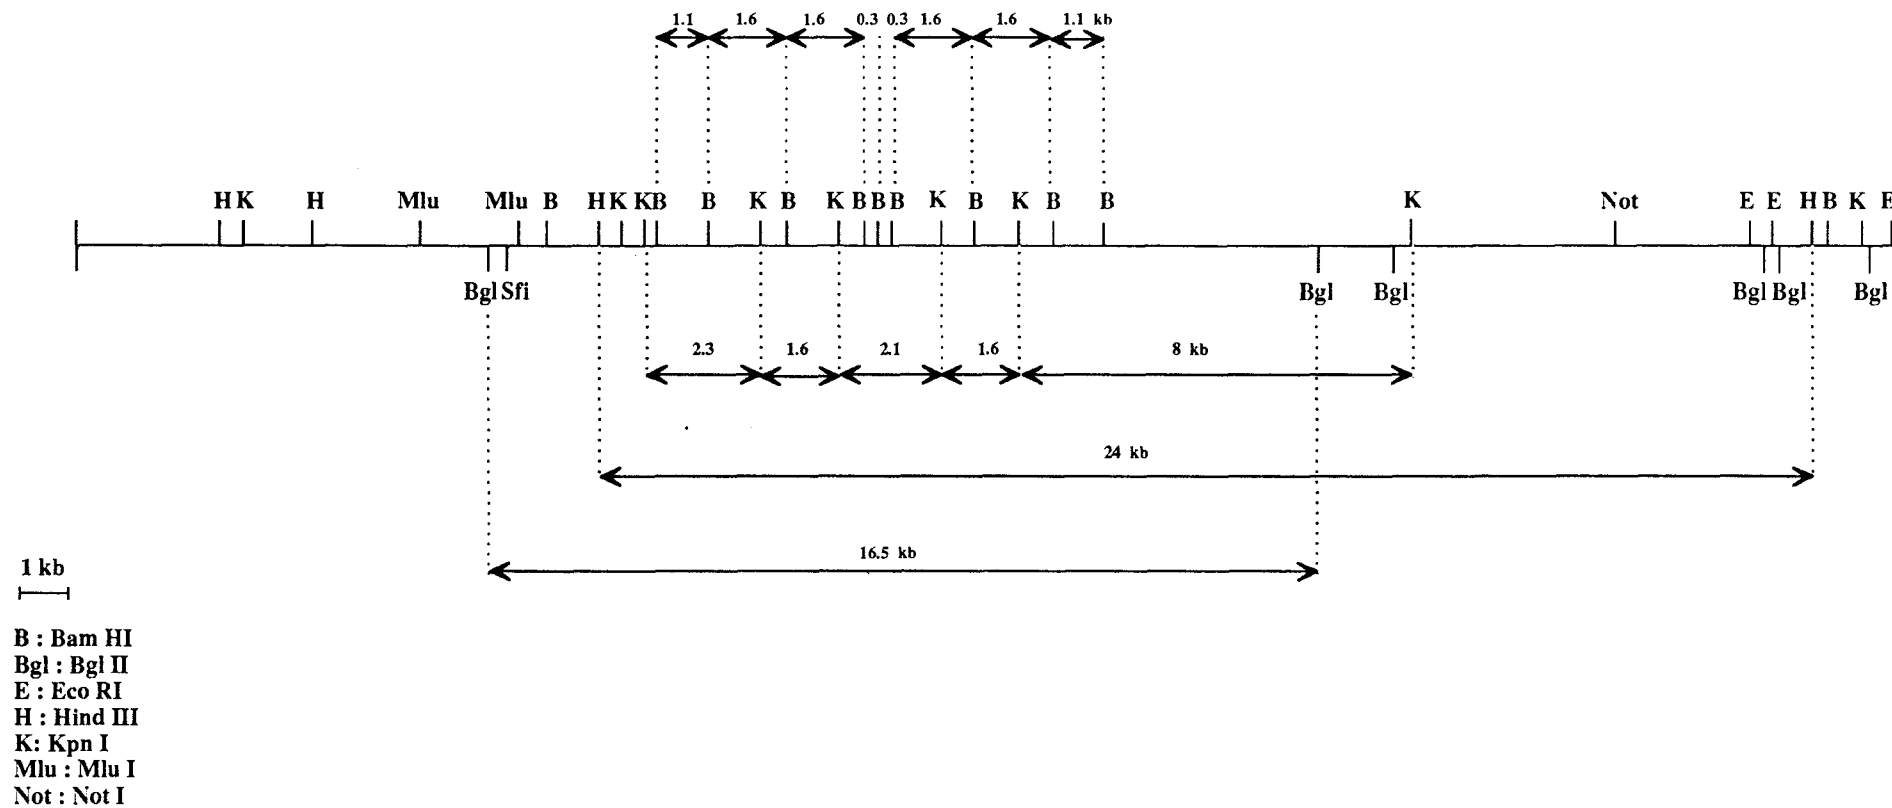 1.1 1.6 1.6 0.3 0.3 1.6 1.6 1.1 kb
H K H Mlu Mlu B H K K B B K B K B B B K B K B B K Not E E H B K E
Bgl Sfi Bgl Bgl Bgl Bgl Bgl
2.3 1.6 2.1 1.6 8 kb
24 kb
16.5 kb
1 kb
B : Bam HI
Bgl : Bgl II
E : Eco RI
H : Hind III
K: Kpn I
Mlu : Mlu I
Not : Not I